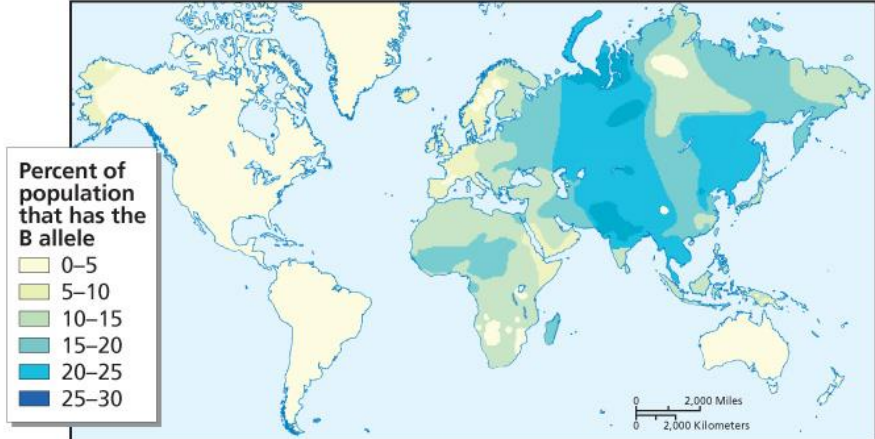 Percent of
population
that has the
B allele
0–5
5–10
10–15
15–20
20–25
25–30
0 2,000 Miles
0 2,000 Kilometers